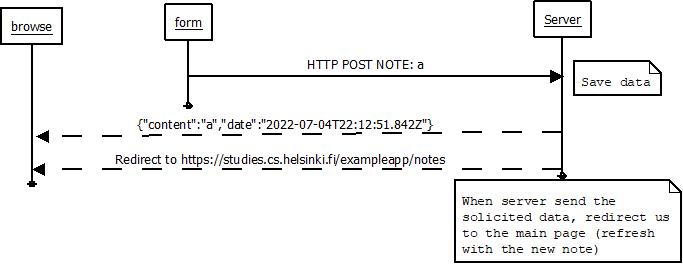 browse
form
Server
HTTP POST NOTE: a
Save data
{"content":"a","date":"2022-07-04T22:12:51.842Z"}
Redirect to https://studies.cs.helsinki.fi/exampleapp/notes
When server send the
solicited data, redirect us
to the main page (refresh
with the new note)